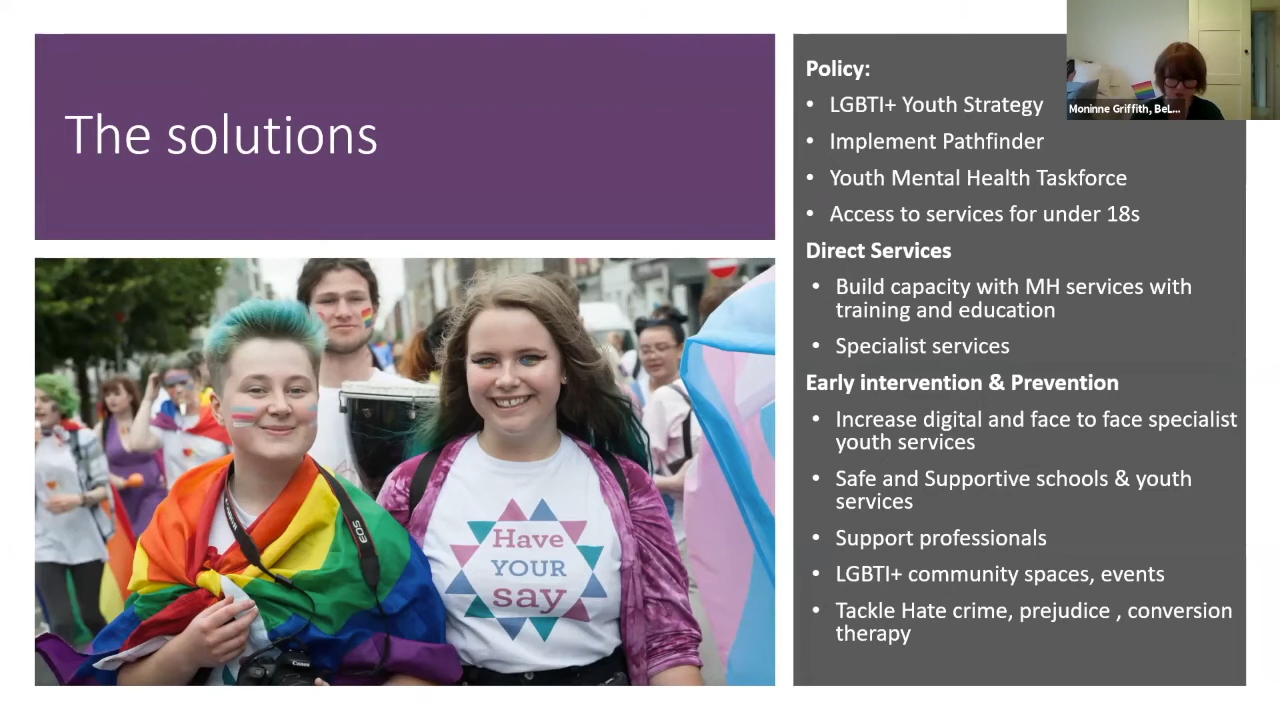 The solutions
Policy:
• LGBTI+ Youth Strategy
• Implement Pathfinder
• Youth Mental Health Taskforce
• Access to services for under 18s
Direct Services
• Build capacity with MH services with
training and education
• Specialist services
Early intervention & Prevention
• Increase digital and face to face specialist
youth services
• Safe and Supportive schools & youth
services
• Support professionals
• LGBTI+ community spaces, events
• Tackle Hate crime, prejudice , conversion
therapy
Moninne Griffith, BeL...
Have
YOUR
say
EOS
Canon